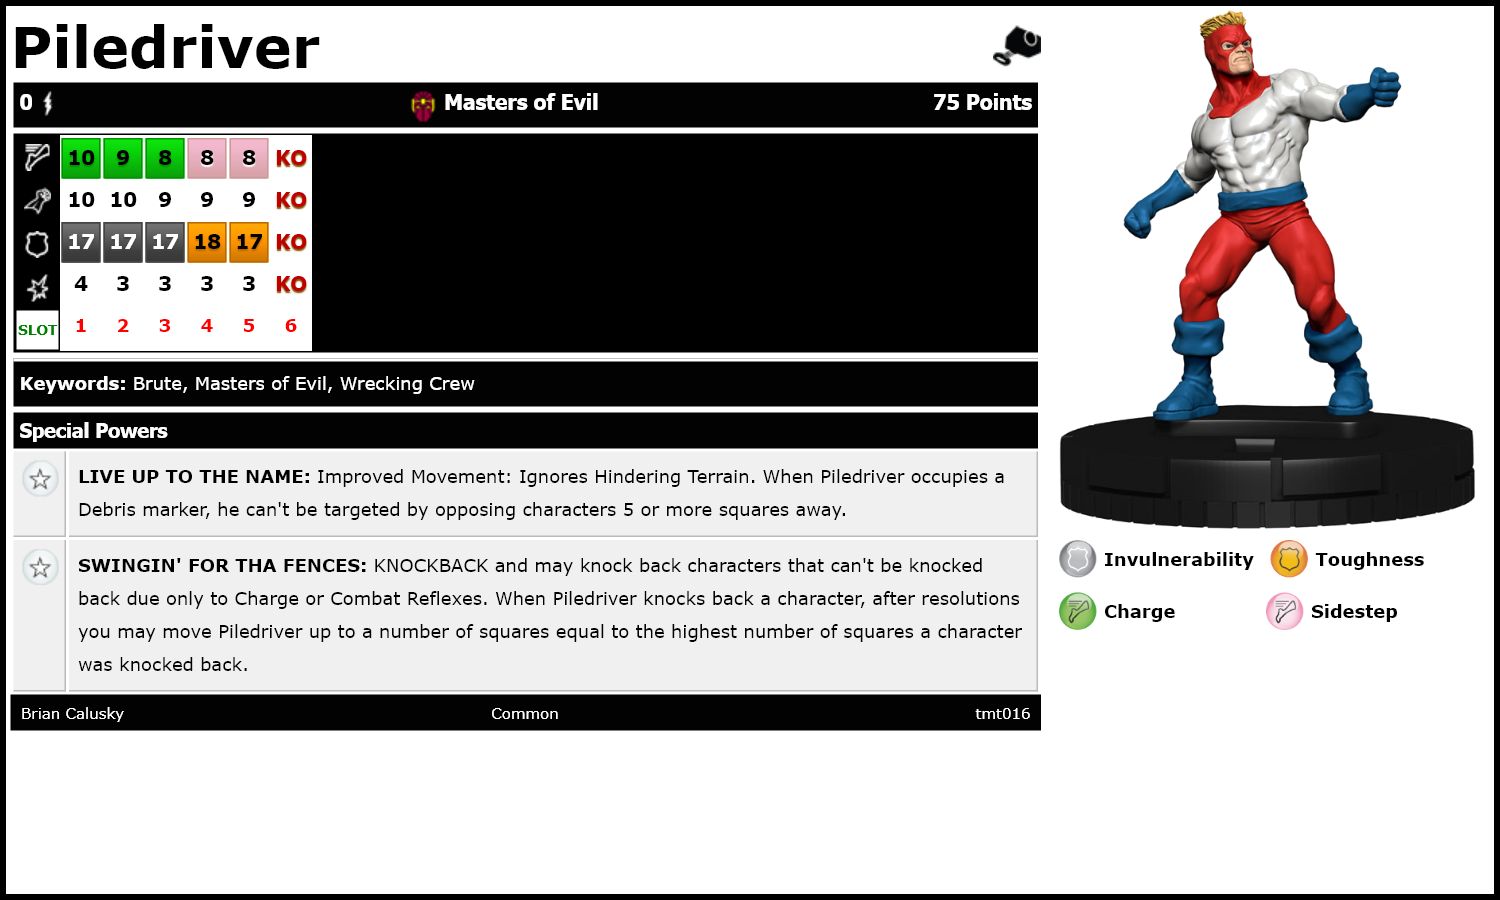 Piledriver
0 Masters of Evil 75 Points
10 9 8 8 8 KO
10 10 9 9 9 KO
17 17 17 18 17 KO
4 3 3 3 3 KO
SLOT 1 2 3 4 5 6
Keywords: Brute, Masters of Evil, Wrecking Crew
Special Powers
LIVE UP TO THE NAME: Improved Movement: Ignores Hindering Terrain. When Piledriver occupies a
Debris marker, he can't be targeted by opposing characters 5 or more squares away.
SWINGIN' FOR THA FENCES: KNOCKBACK and may knock back characters that can't be knocked
back due only to Charge or Combat Reflexes. When Piledriver knocks back a character, after resolutions
you may move Piledriver up to a number of squares equal to the highest number of squares a character
was knocked back.
Brian Calusky Common tmt016
Invulnerability Toughness
Charge Sidestep